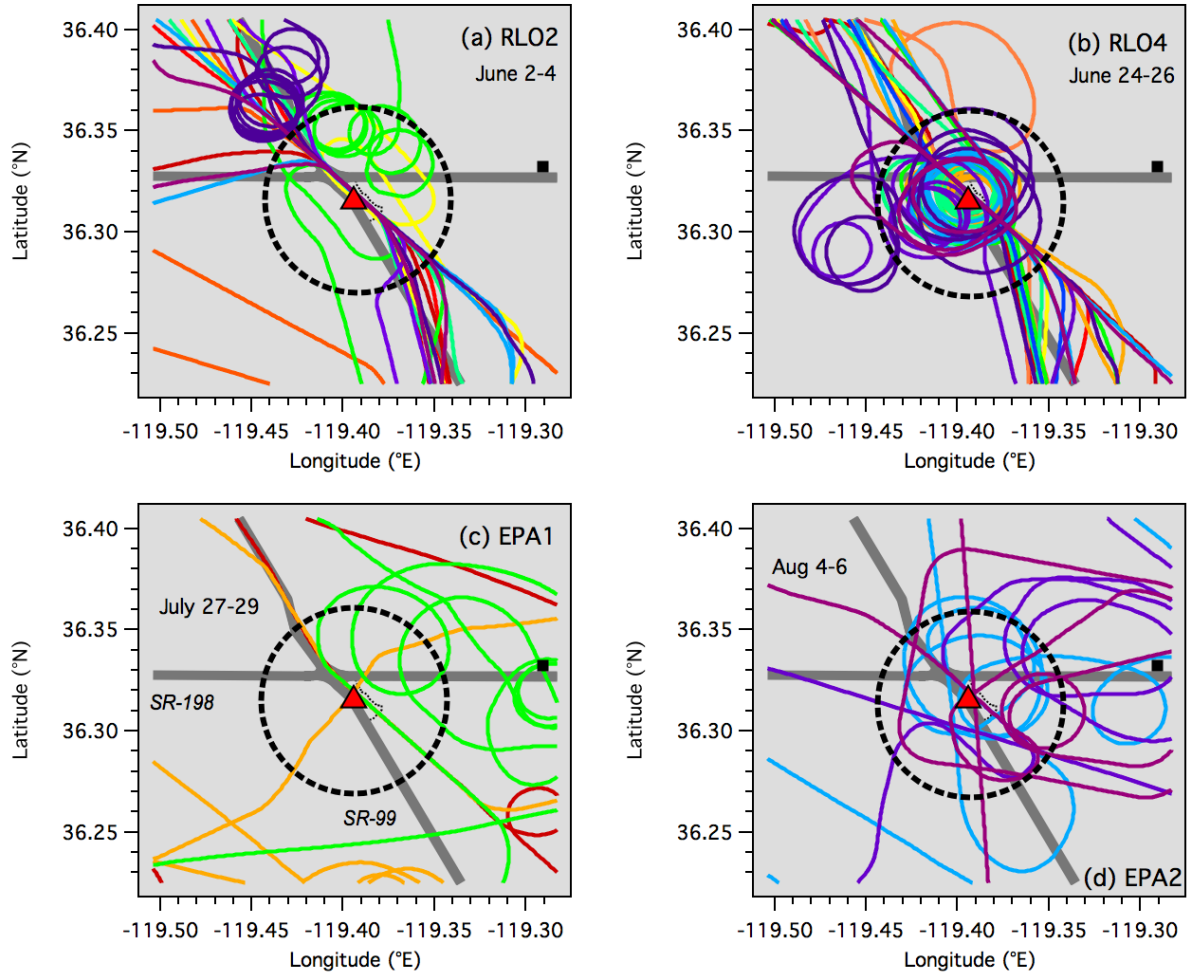 (a) RLO2
June 2-4
36.40
36.35
36.30
36.25
Latitude (°N)
-119.50
-119.45
-119.40
-119.35
-119.30
Longitude (°E)
(b) RLO4
June 24-26
36.40
36.35
36.30
36.25
Latitude (°N)
-119.50
-119.45
-119.40
-119.35
-119.30
Longitude (°E)
(c) EPA1
July 27-29
SR-198
SR-99
36.40
36.35
36.30
36.25
Latitude (°N)
-119.50
-119.45
-119.40
-119.35
-119.30
Longitude (°E)
Aug 4-6
(d) EPA2
36.40
36.35
36.30
36.25
Latitude (°N)
-119.50
-119.45
-119.40
-119.35
-119.30
Longitude (°E)